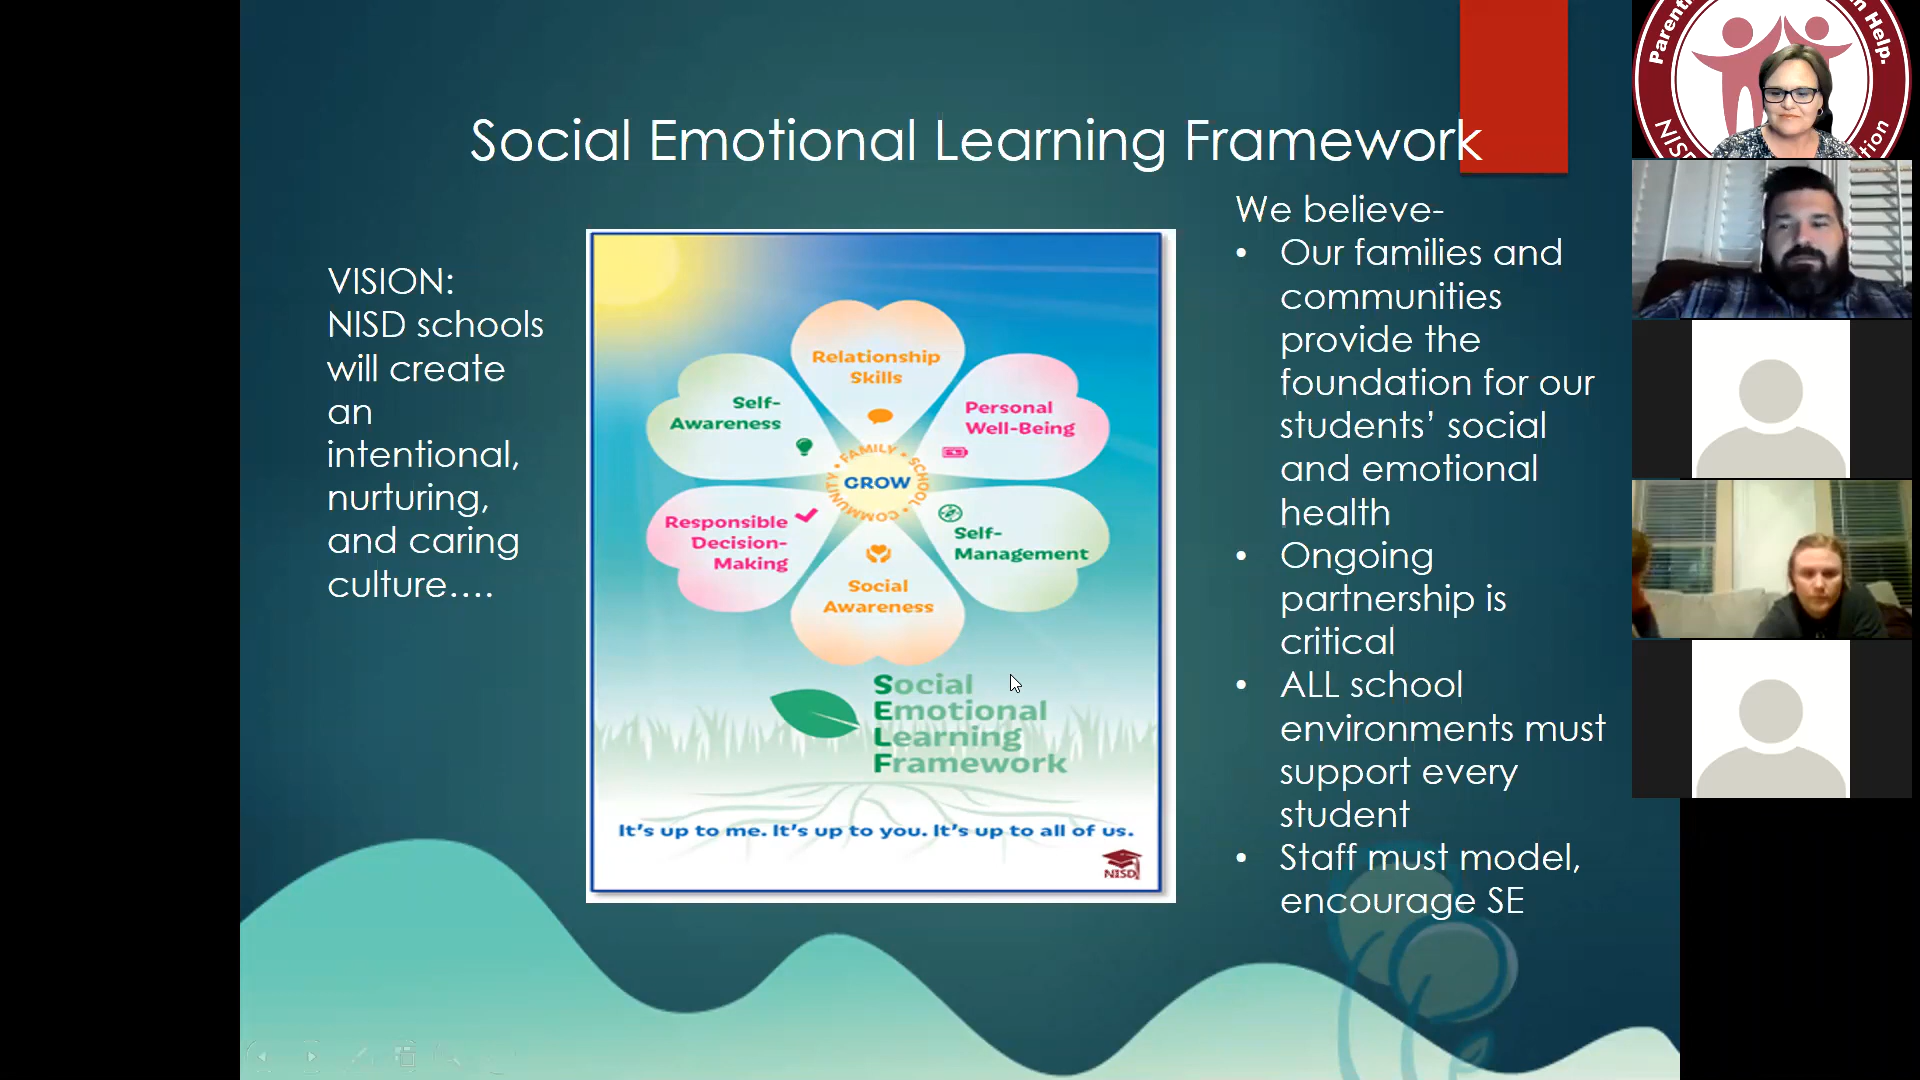 Social Emotional Learning Framework
VISION:
NISD schools
will create
an
intentional,
nurturing,
and caring
culture....
Relationship
Skills
Self-
Awareness
Personal
Well-Being
FAMILY • SCHOOL • COMMUNITY •
GROW
Responsible
Decision-
Making
Self-
Management
Social
Awareness
Social
Emotional
Learning
Framework
It's up to me. It's up to you. It's up to all of us.
NISD
We believe-
• Our families and
communities
provide the
foundation for our
students' social
and emotional
health
• Ongoing
partnership is
critical
• ALL school
environments must
support every
student
• Staff must model,
encourage SE
Help.